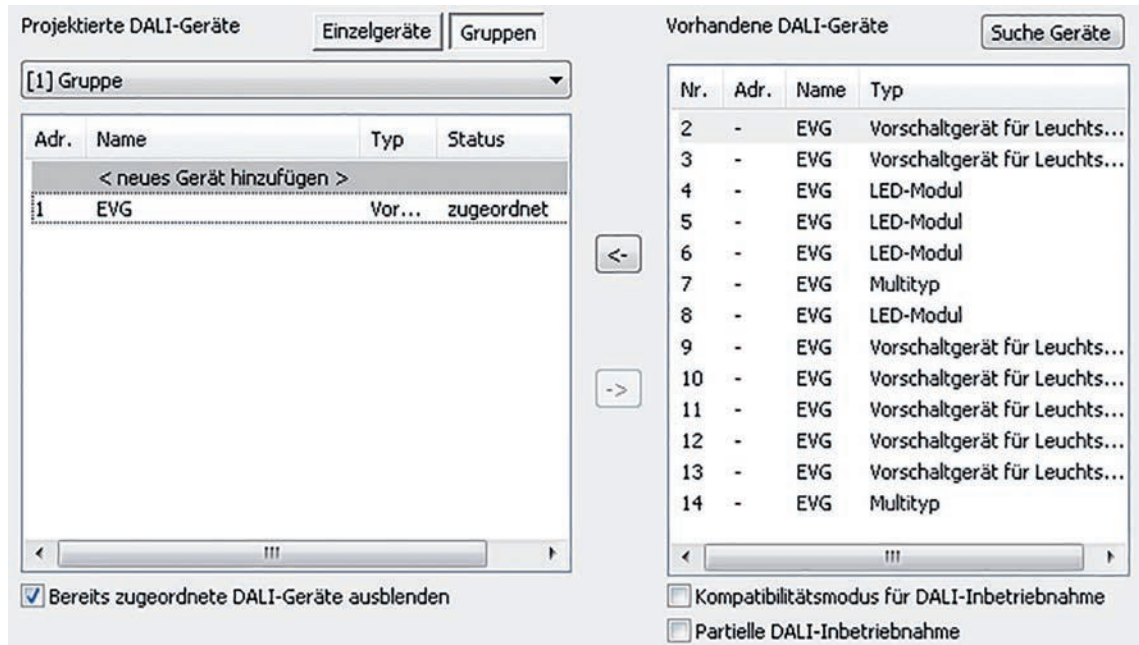 Projektierte DALI-Geräte
Einzelgeräte
Gruppen
[1] Gruppe
Adr. Name Typ Status
< neues Gerät hinzufügen >
1 EVG Vor... zugeordnet
Bereits zugeordnete DALI-Geräte ausblenden
<-
->
Vorhandene DALI-Geräte
Suche Geräte
Nr. Adr. Name Typ
2 - EVG Vorschaltgerät für Leuchts...
3 - EVG Vorschaltgerät für Leuchts...
4 - EVG LED-Modul
5 - EVG LED-Modul
6 - EVG LED-Modul
7 - EVG Multityp
8 - EVG LED-Modul
9 - EVG Vorschaltgerät für Leuchts...
10 - EVG Vorschaltgerät für Leuchts...
11 - EVG Vorschaltgerät für Leuchts...
12 - EVG Vorschaltgerät für Leuchts...
13 - EVG Vorschaltgerät für Leuchts...
14 - EVG Multityp
Kompatibilitätsmodus für DALI-Inbetriebnahme
Partielle DALI-Inbetriebnahme